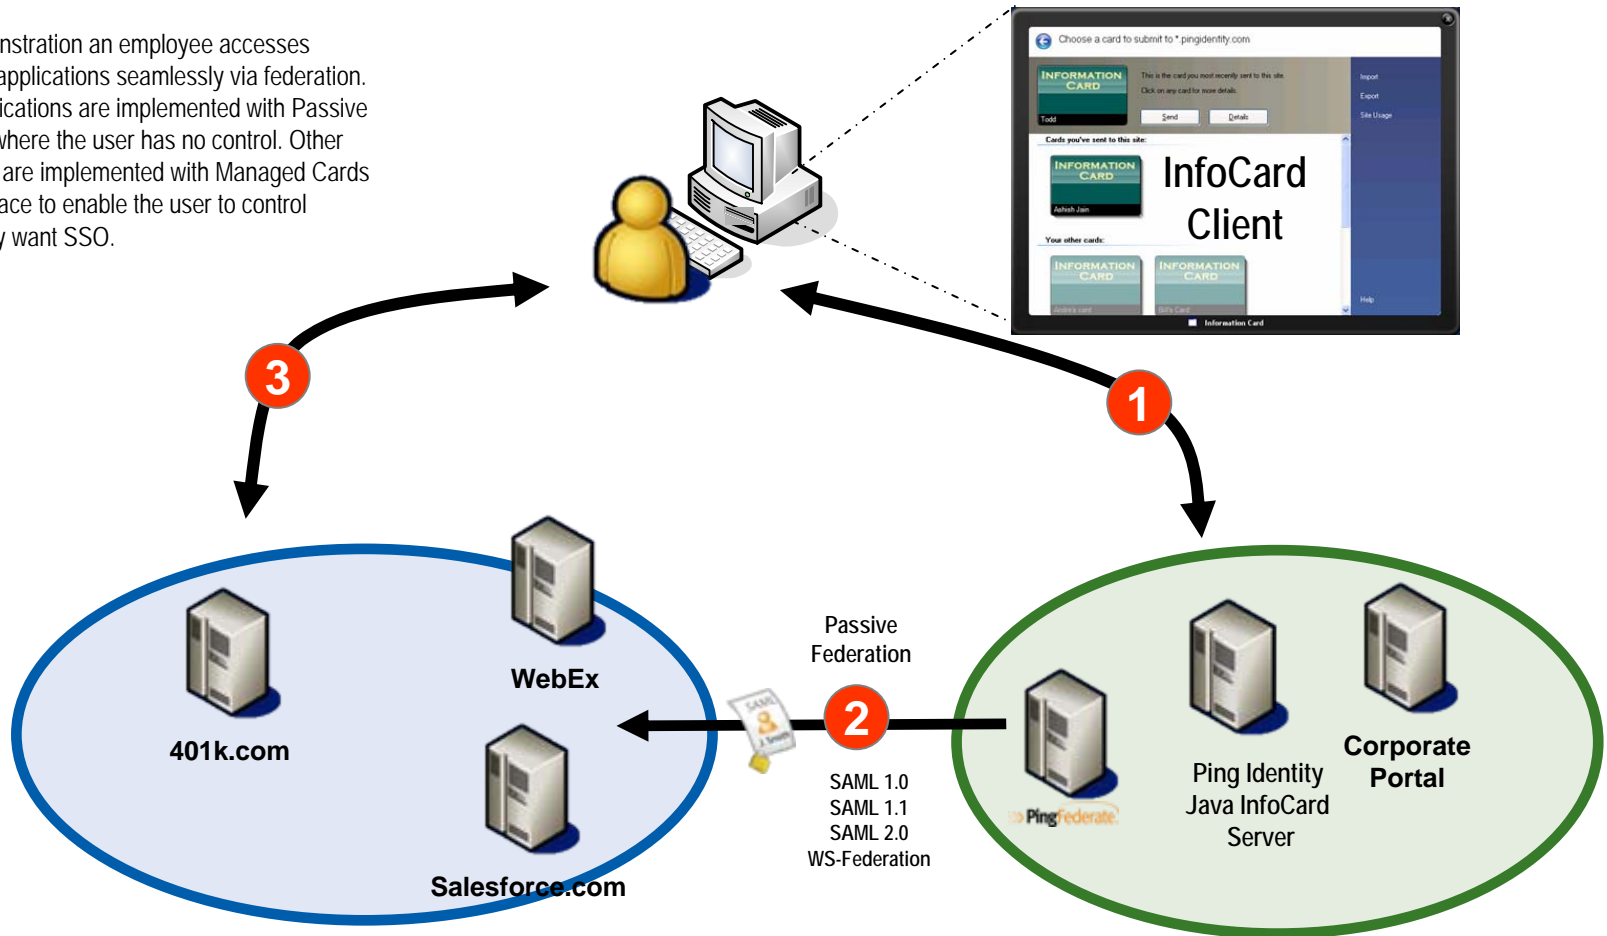 nstration an employee accesses
applications seamlessly via federation.
ications are implemented with Passive
where the user has no control. Other
are implemented with Managed Cards
ace to enable the user to control
y want SSO.
Choose a card to submit to *.pingidentity.com
INFORMATION
CARD
Todd
This is the card you most recently sent to this site.
Click on any card for more details.
Send
Details
Import
Export
Site Usage
Cards you've sent to this site:
INFORMATION
CARD
Ashish Jain
InfoCard
Client
Your other cards:
INFORMATION
CARD
Andre's card
INFORMATION
CARD
Bill's Card
Help
Information Card
3
1
401k.com
WebEx
Salesforce.com
Passive
Federation
SAML
J. Smith
2
SAML 1.0
SAML 1.1
SAML 2.0
WS-Federation
PingFederate.
Ping Identity
Java InfoCard
Server
Corporate
Portal